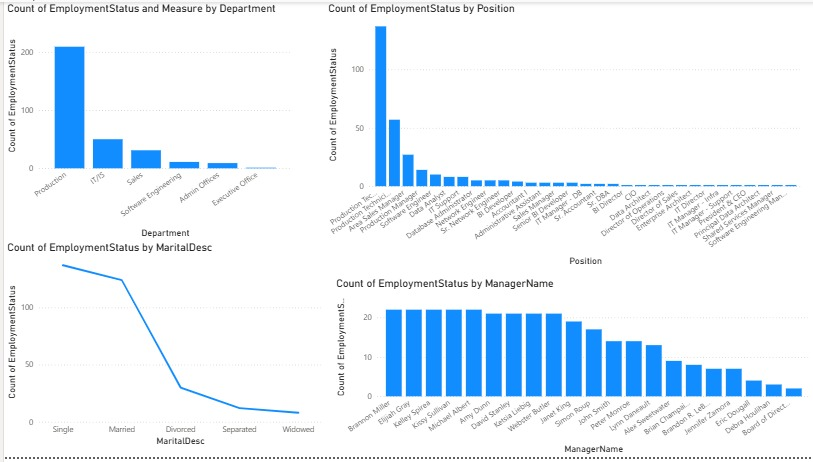 Count of EmploymentStatus and Measure by Department
Count of EmploymentStatus
200
100
0
Production
IT/IS
Sales
Software Engineering
Admin Offices
Executive Office
Department
Count of EmploymentStatus by Position
Count of EmploymentStatus
100
50
0
Production Tec...
Production Technici...
Area Sales Manager
Production Manager
Software Engineer
Data Analyst
IT Support
Database Administrator
Network Engineer
Sr. Network Engineer
BI Developer
Accountant I
Administrative Assistant
Sales Manager
Senior BI Developer
IT Manager - DB
Sr. Accountant
Sr. DBA
BI Director
CIO
Data Architect
Director of Operations
Director of Sales
Enterprise Architect
IT Director
IT Manager - Infra
IT Manager - Support
President & CEO
Principal Data Architect
Shared Services Manager
Software Engineering Man...
Position
Count of EmploymentStatus by MaritalDesc
Count of EmploymentStatus
100
50
0
Single
Married
Divorced
Separated
Widowed
MaritalDesc
Count of EmploymentStatus by ManagerName
Count of EmploymentS...
20
10
0
Brannon Miller
Elijiah Gray
Kelley Spirea
Kissy Sullivan
Michael Albert
Amy Dunn
David Stanley
Ketsia Liebig
Webster Butler
Janet King
Simon Roup
John Smith
Peter Monroe
Lynn Daneault
Alex Sweetwater
Brian Champai...
Brandon R. LeB...
Jennifer Zamora
Eric Dougall
Debra Houlihan
Board of Direct...
ManagerName